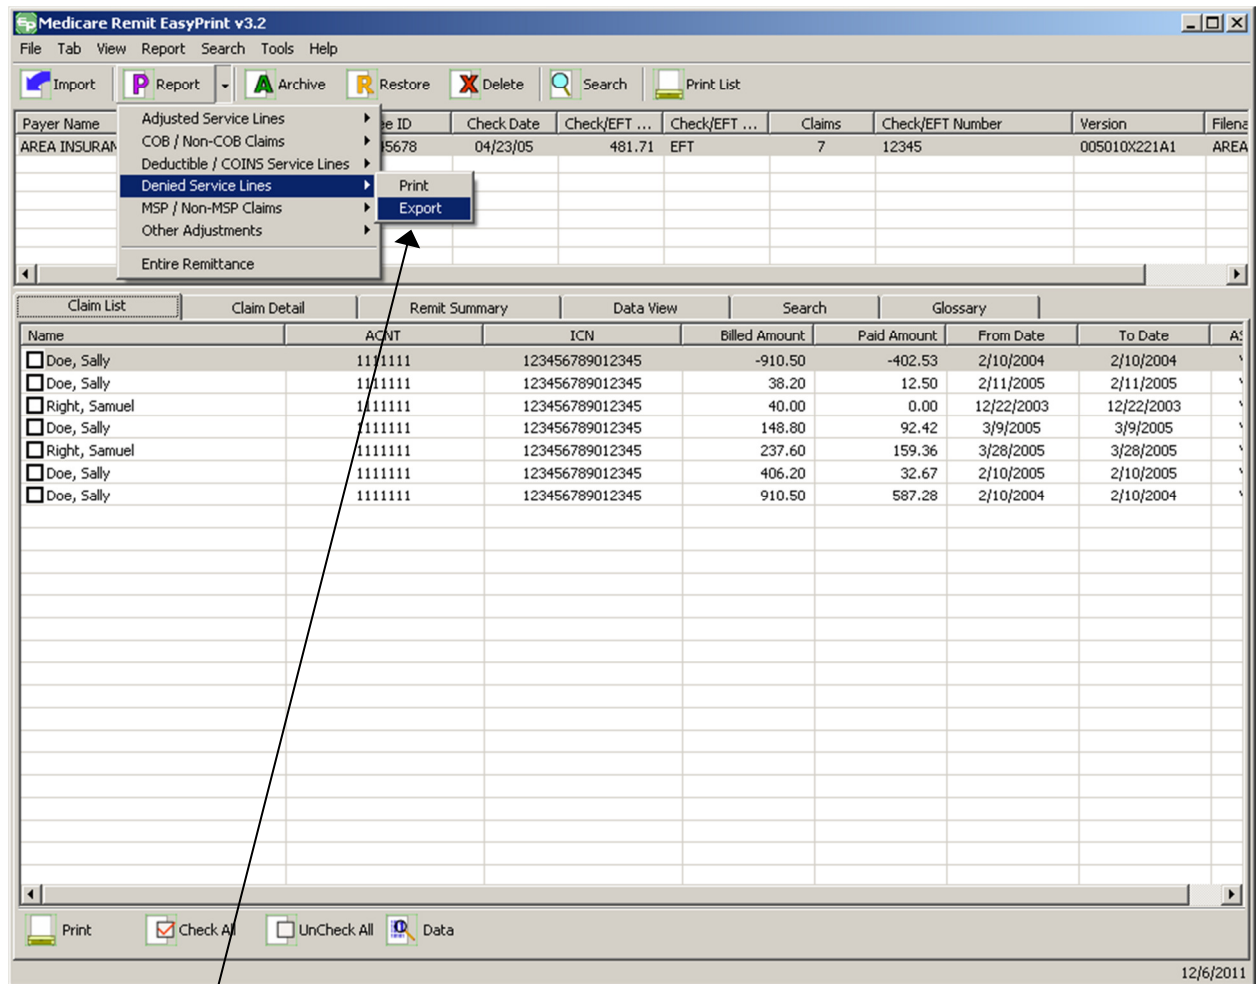 Medicare Remit EasyPrint v3.2
File Tab View Report Search Tools Help
Import Report Archive Restore Delete Search Print List
Payer Name ee ID Check Date Check/EFT ... Check/EFT ... Claims Check/EFT Number Version Filena
AREA INSURAN 5678 04/23/05 481.71 EFT 7 12345 005010X221A1 AREA
Adjusted Service Lines
COB / Non-COB Claims
Deductible / COINS Service Lines
Denied Service Lines
MSP / Non-MSP Claims
Other Adjustments
Entire Remittance
Print
Export
Claim List Claim Detail Remit Summary Data View Search Glossary
Name ACNT ICN Billed Amount Paid Amount From Date To Date
Doe, Sally 1111111 123456789012345 -910.50 -402.53 2/10/2004 2/10/2004
Doe, Sally 1111111 123456789012345 38.20 12.50 2/11/2005 2/11/2005
Right, Samuel 1111111 123456789012345 40.00 0.00 12/22/2003 12/22/2003
Doe, Sally 1111111 123456789012345 148.80 92.42 3/9/2005 3/9/2005
Right, Samuel 1111111 123456789012345 237.60 159.36 3/28/2005 3/28/2005
Doe, Sally 1111111 123456789012345 406.20 32.67 2/10/2005 2/10/2005
Doe, Sally 1111111 123456789012345 910.50 587.28 2/10/2004 2/10/2004
Print Check All UnCheck All Data
12/6/2011